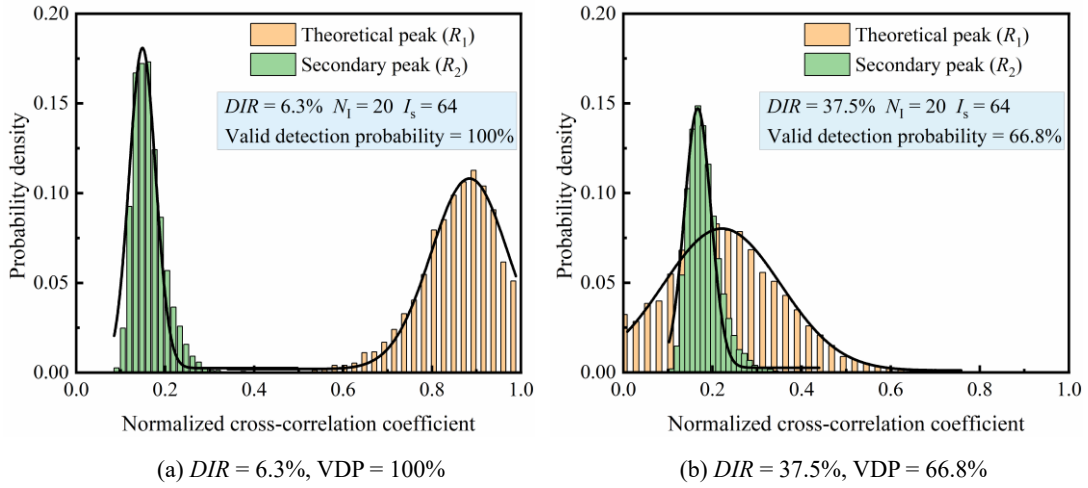 0.20
0.15
0.10
0.05
0.00
Probability density
Theoretical peak (R₁)
Secondary peak (R₂)
DIR = 6.3% N_I = 20 I_s = 64
Valid detection probability = 100%
0.0 0.2 0.4 0.6 0.8 1.0
Normalized cross-correlation coefficient
(a) DIR = 6.3%, VDP = 100%
0.20
0.15
0.10
0.05
0.00
Probability density
Theoretical peak (R₁)
Secondary peak (R₂)
DIR = 37.5% N_I = 20 I_s = 64
Valid detection probability = 66.8%
0.0 0.2 0.4 0.6 0.8 1.0
Normalized cross-correlation coefficient
(b) DIR = 37.5%, VDP = 66.8%